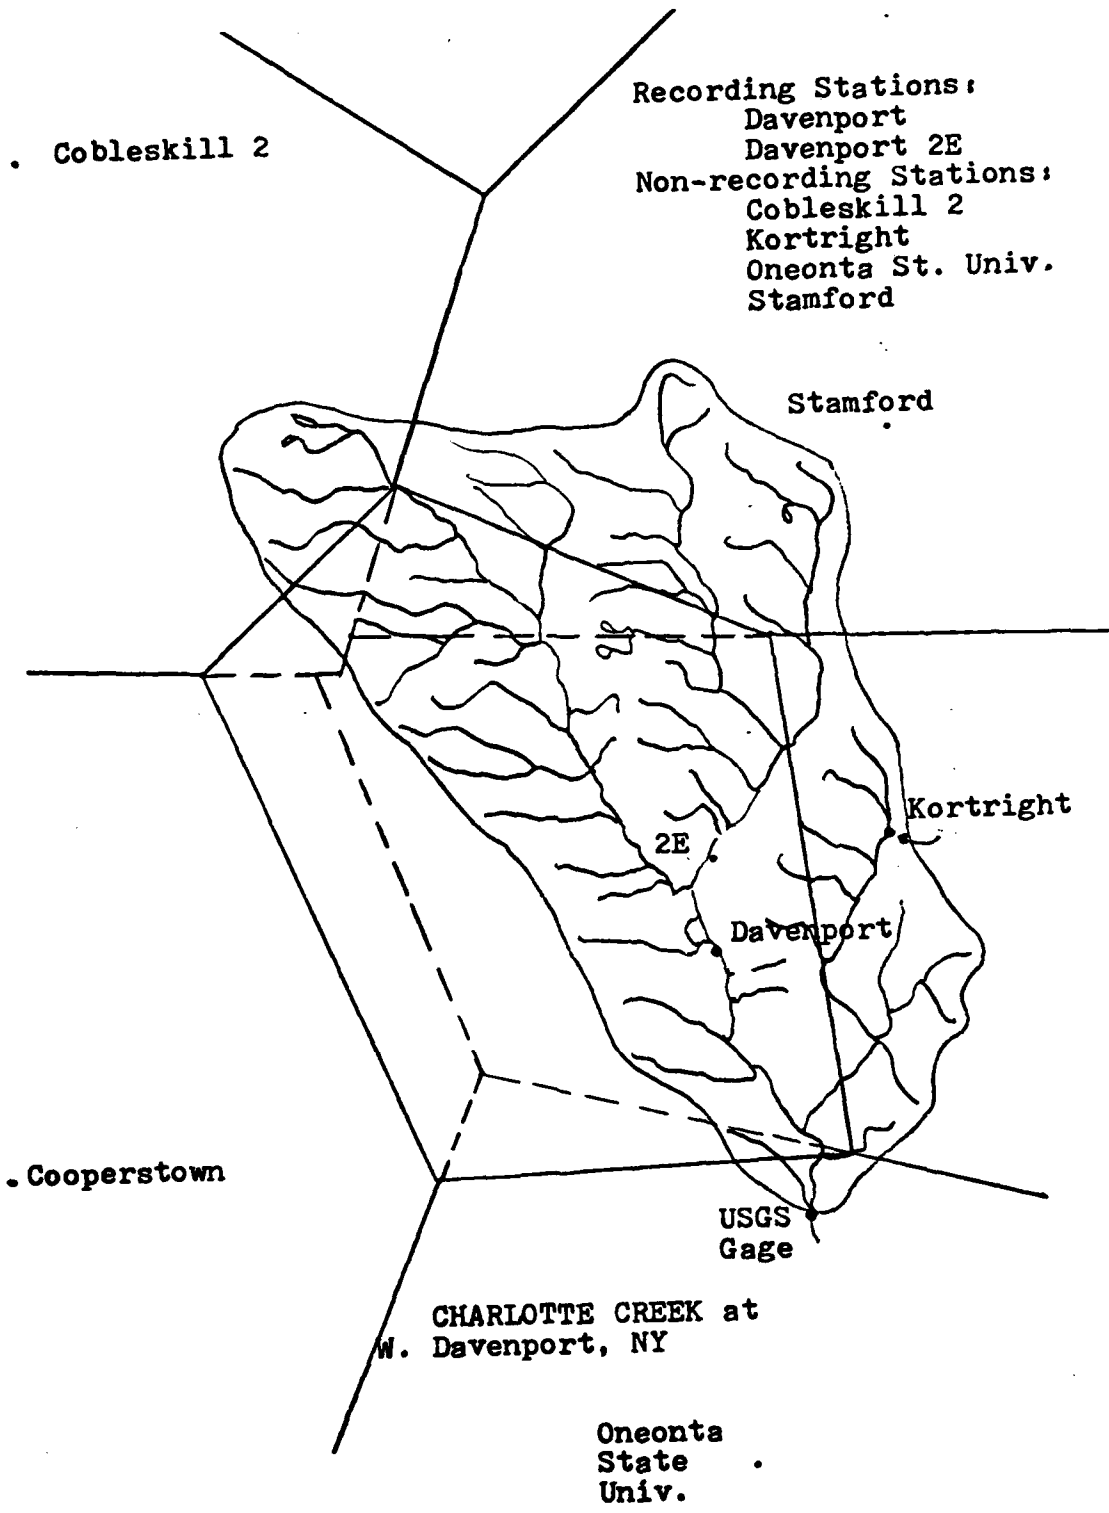 Recording Stations:
Davenport
Davenport 2E
Non-recording Stations:
Cobleskill 2
Kortright
Oneonta St. Univ.
Stamford
Cobleskill 2
Stamford
Kortright
2E
Davenport
Cooperstown
USGS
Gage
CHARLOTTE CREEK at
W. Davenport, NY
Oneonta
State
Univ.